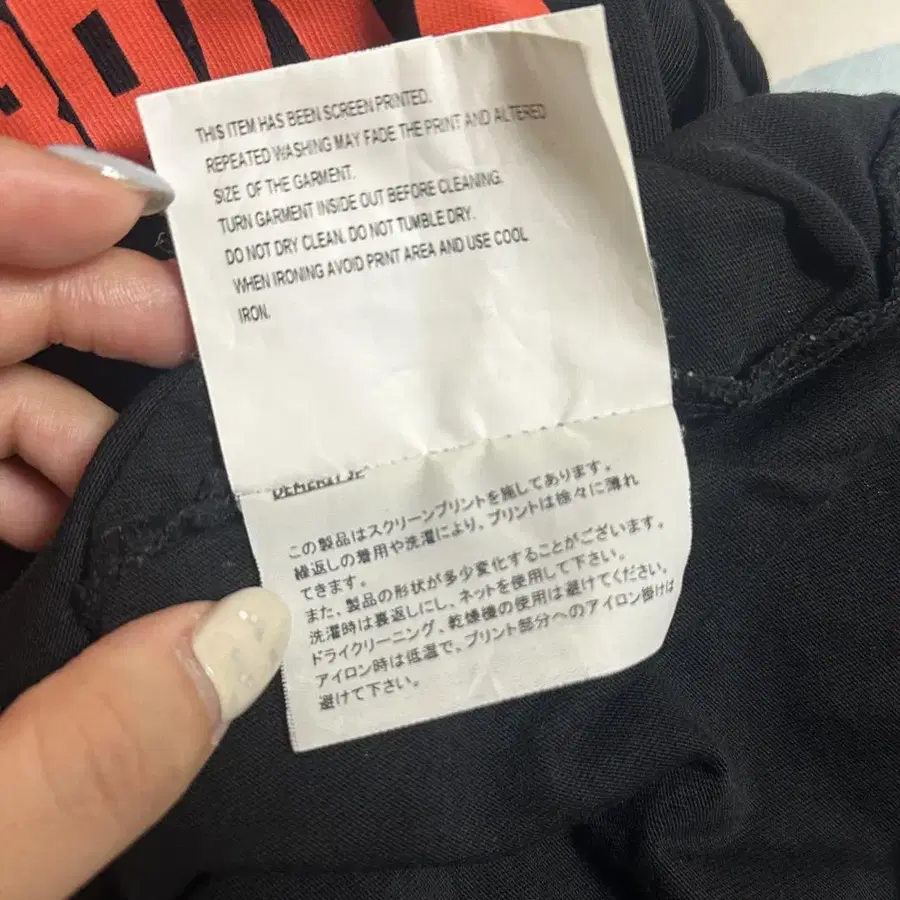 THIS ITEM HAS BEEN SCREEN PRINTED.
REPEATED WASHING MAY FADE THE PRINT AND ALTERED
SIZE OF THE GARMENT.
TURN GARMENT INSIDE OUT BEFORE CLEANING.
DO NOT DRY CLEAN. DO NOT TUMBLE DRY.
WHEN IRONING AVOID PRINT AREA AND USE COOL
IRON.
この製品はスクリーンプリントを施してあります。
繰返しの着用や洗濯により、プリントは徐々に薄れ
てきます。
また、製品の形状が多少変化することがございます。
洗濯時は裏返しにし、ネットを使用して下さい。
ドライクリーニング、乾燥機の使用は避けてください。
アイロン時は低温で、プリント部分へのアイロン掛けは
避けて下さい。